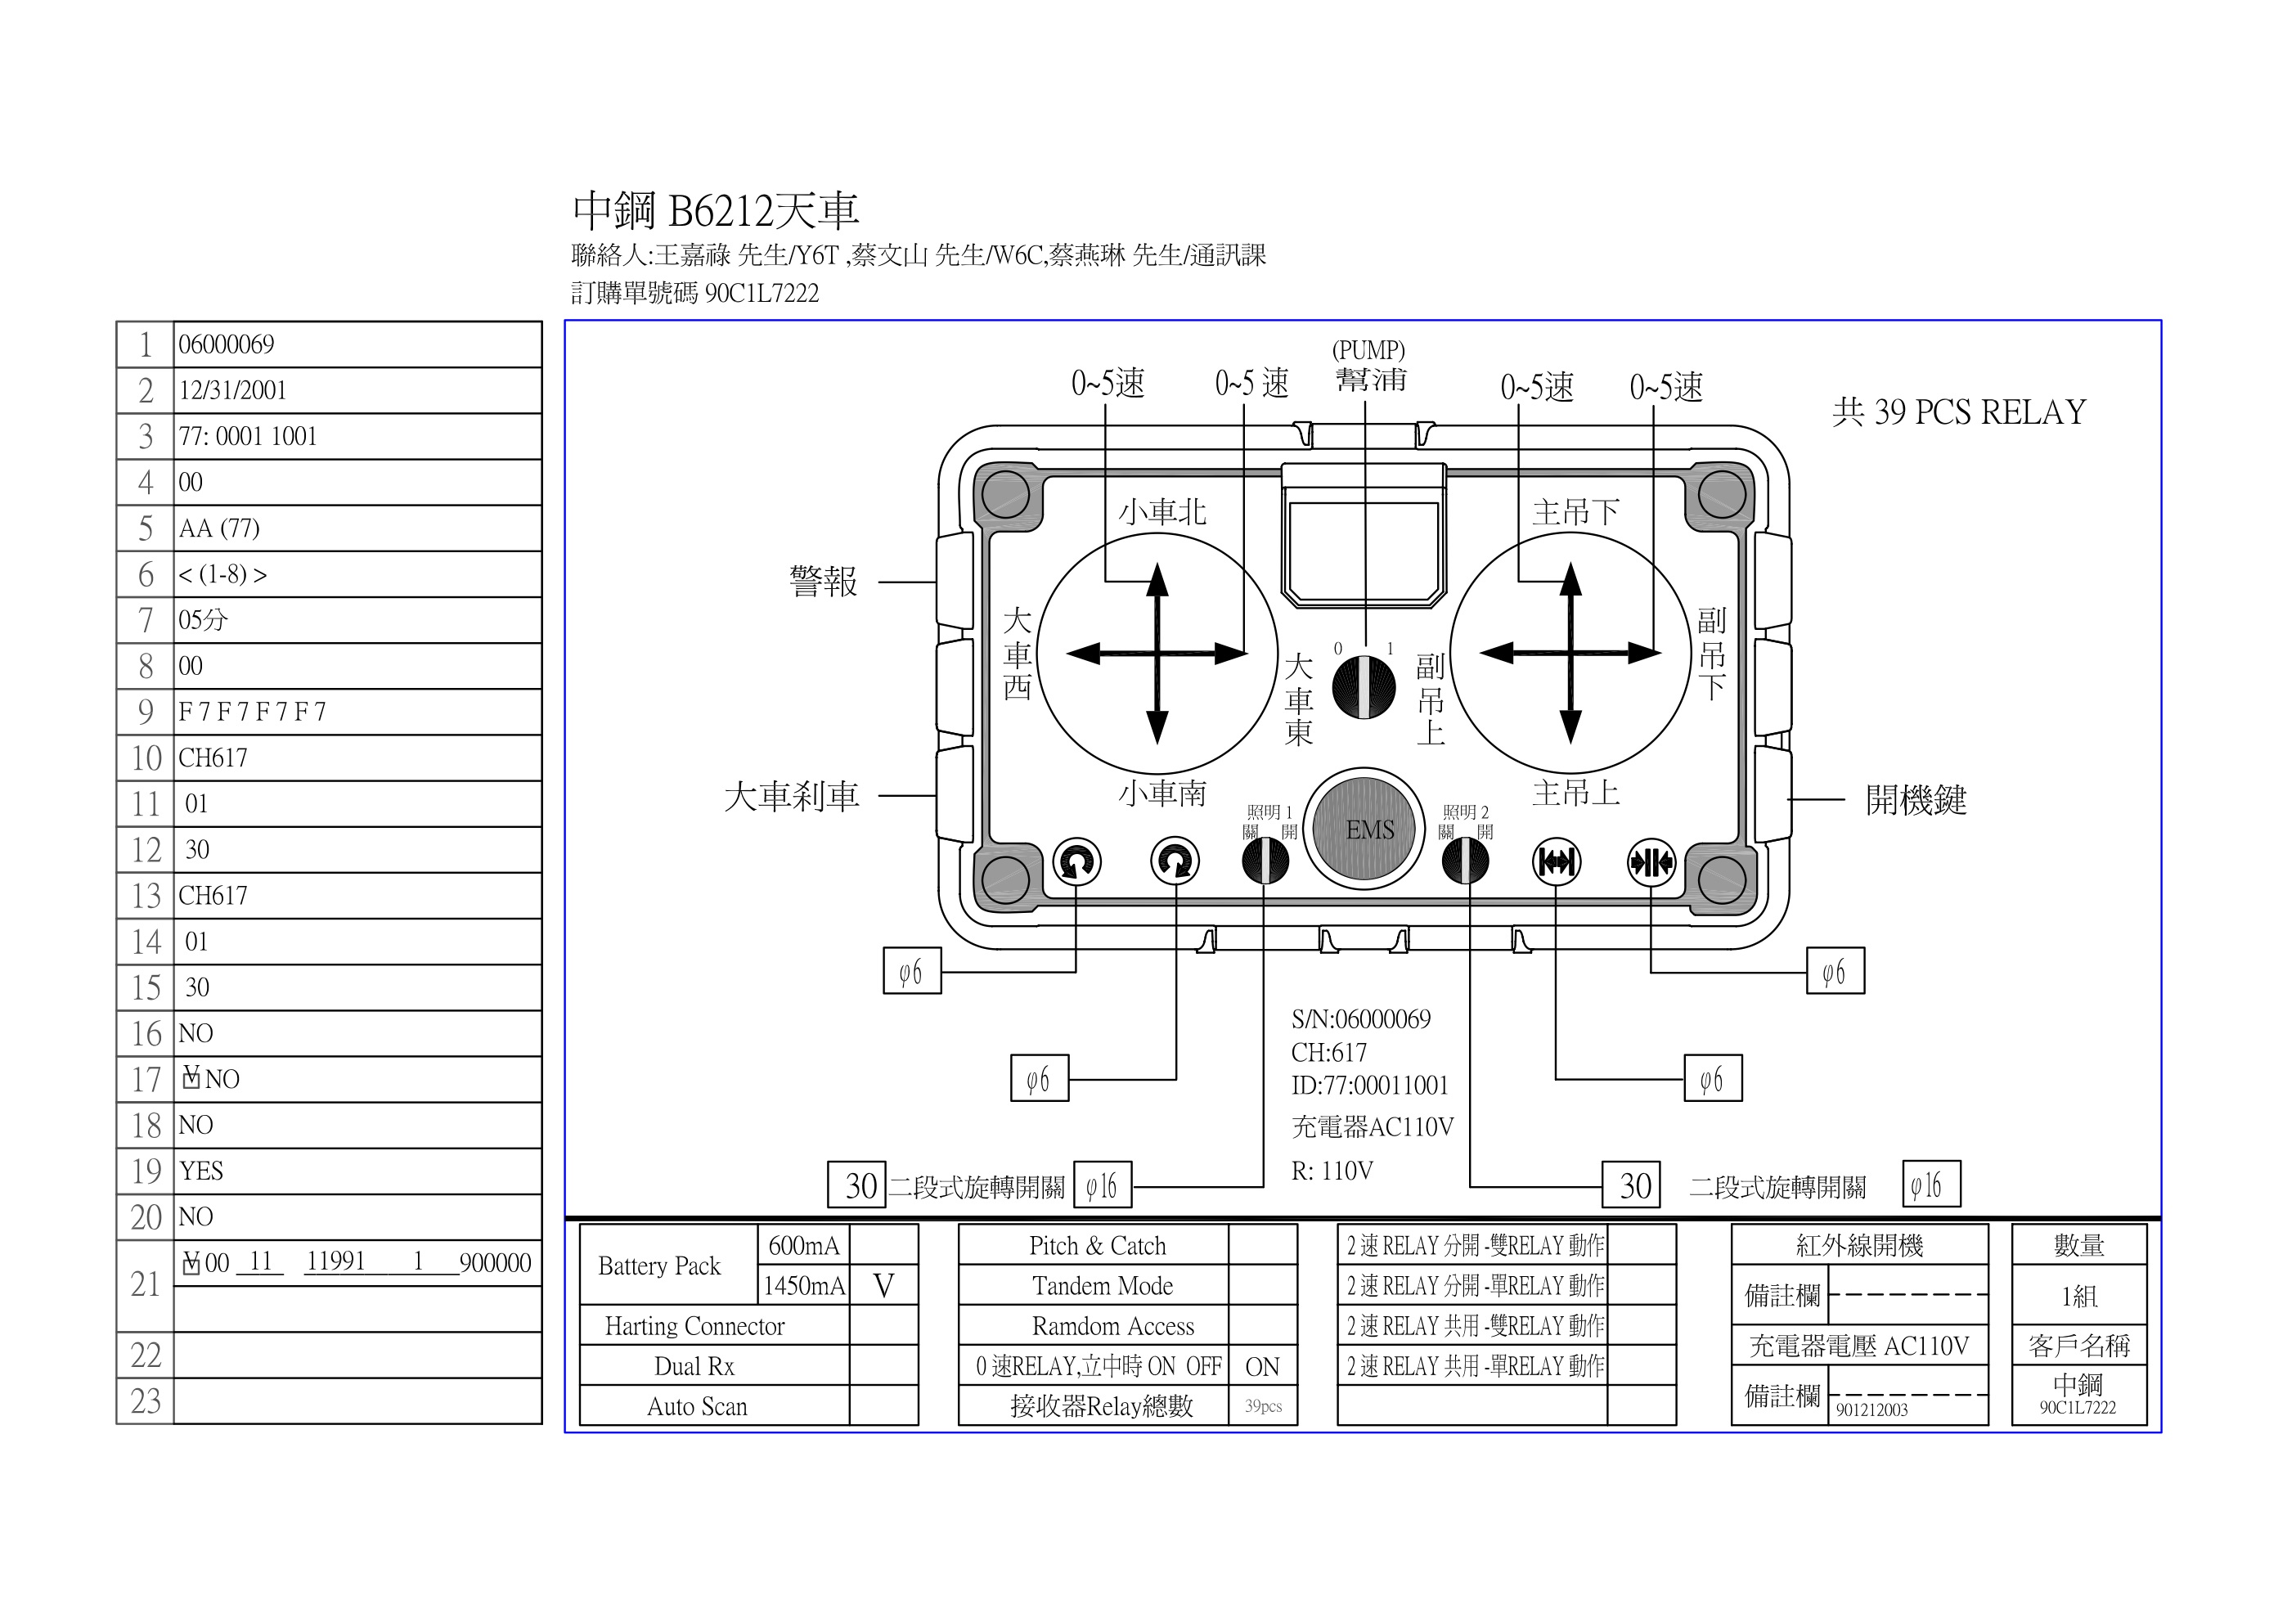 中鋼 B6212天車
聯絡人:王嘉祿 先生/Y6T ,蔡文山 先生/W6C,蔡燕琳 先生/通訊課
訂購單號碼 90C1L7222
1 06000069
2 12/31/2001
3 77: 0001 1001
4 00
5 AA (77)
6 < (1-8) >
7 05分
8 00
9 F 7 F 7 F 7 F 7
10 CH617
11 01
12 30
13 CH617
14 01
15 30
16 NO
17 V NO
18 NO
19 YES
20 NO
21 V 00 11 11991 1 900000
22
23
(PUMP)
幫浦
0~5速
0~5 速
0~5速
0~5速
共 39 PCS RELAY
小車北
主吊下
警報
大車西
大車東
0 1
副吊上
副吊下
大車刹車
小車南
主吊上
開機鍵
照明 1
關 開
EMS
照明 2
關 開
φ6
φ6
φ6
φ6
S/N:06000069
CH:617
ID:77:00011001
充電器AC110V
R: 110V
30 二段式旋轉開關 φ16
30 二段式旋轉開關 φ16
Battery Pack
600mA
1450mA V
Harting Connector
Dual Rx
Auto Scan
Pitch & Catch
Tandem Mode
Ramdom Access
0 速RELAY,立中時 ON OFF ON
接收器Relay總數 39pcs
2 速 RELAY 分開 -雙RELAY 動作
2 速 RELAY 分開 -單RELAY 動作
2 速 RELAY 共用 -雙RELAY 動作
2 速 RELAY 共用 -單RELAY 動作
紅外線開機
備註欄
充電器電壓 AC110V
備註欄
901212003
數量
1組
客戶名稱
中鋼
90C1L7222